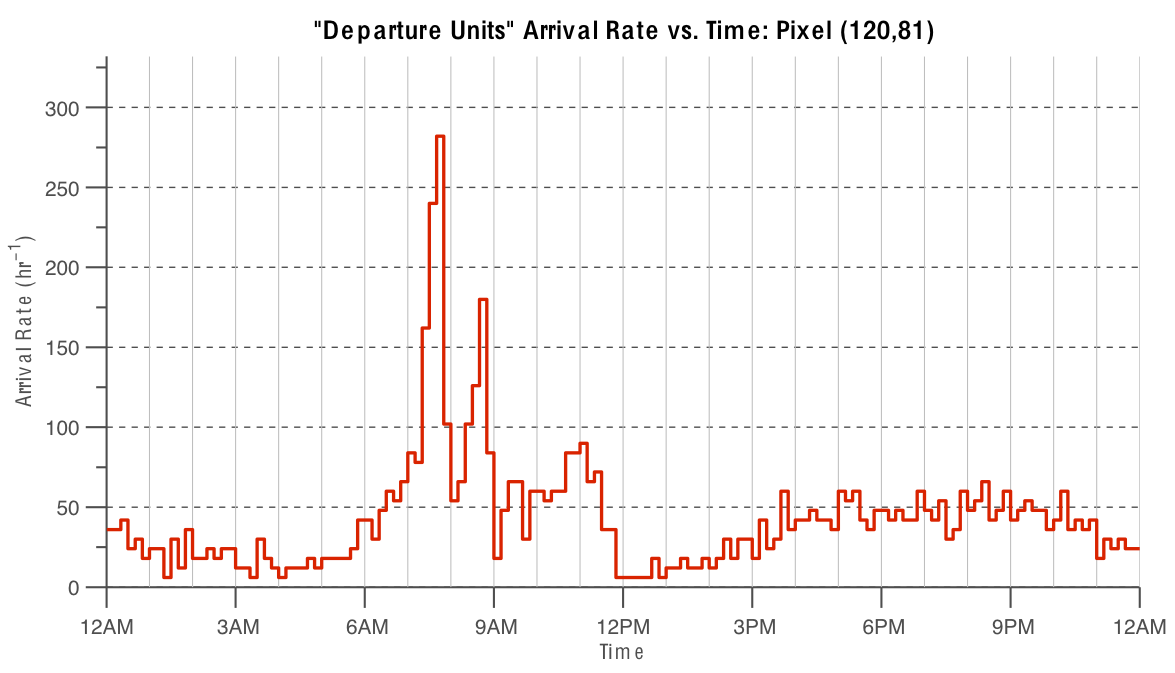 "Departure Units" Arrival Rate vs. Time: Pixel (120,81)
Arrival Rate (hr⁻¹)
300
250
200
150
100
50
0
12AM 3AM 6AM 9AM 12PM 3PM 6PM 9PM 12AM
Time